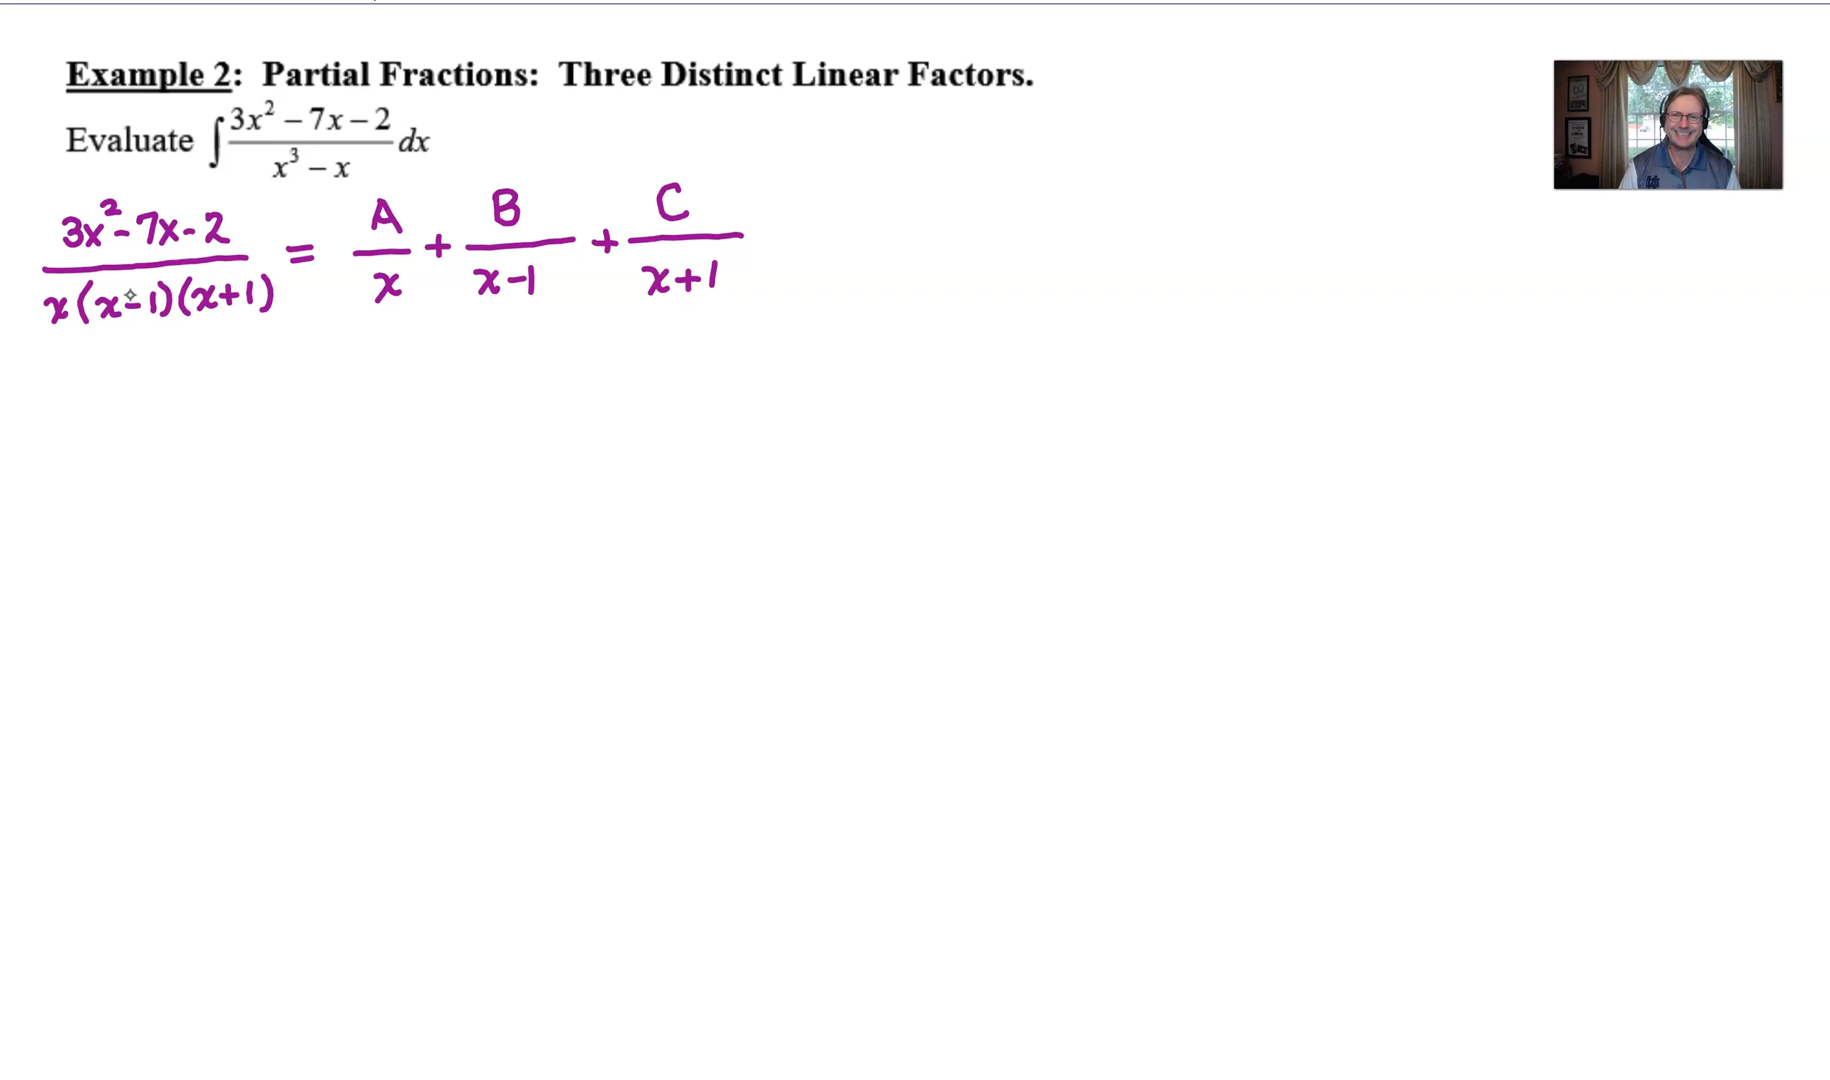 Example 2: Partial Fractions: Three Distinct Linear Factors.
Evaluate ∫ (3x² − 7x − 2)/(x³ − x) dx
(3x² - 7x - 2)/(x(x-1)(x+1)) = A/x + B/(x-1) + C/(x+1)